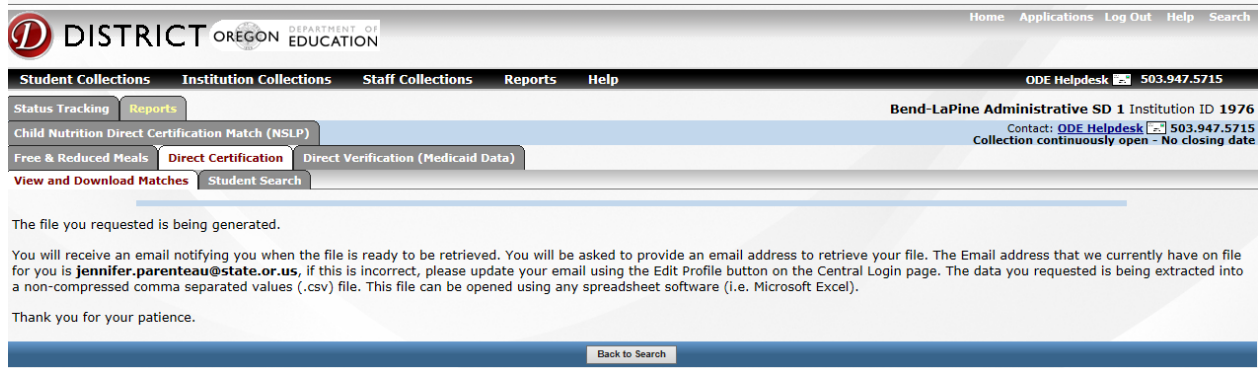 Home Applications Log Out Help Search
D DISTRICT OREGON DEPARTMENT OF EDUCATION
Student Collections Institution Collections Staff Collections Reports Help ODE Helpdesk 503.947.5715
Status Tracking Reports Bend-LaPine Administrative SD 1 Institution ID 1976
Child Nutrition Direct Certification Match (NSLP) Contact: ODE Helpdesk 503.947.5715
Collection continuously open - No closing date
Free & Reduced Meals Direct Certification Direct Verification (Medicaid Data)
View and Download Matches Student Search
The file you requested is being generated.
You will receive an email notifying you when the file is ready to be retrieved. You will be asked to provide an email address to retrieve your file. The Email address that we currently have on file
for you is jennifer.parenteau@state.or.us, if this is incorrect, please update your email using the Edit Profile button on the Central Login page. The data you requested is being extracted into
a non-compressed comma separated values (.csv) file. This file can be opened using any spreadsheet software (i.e. Microsoft Excel).
Thank you for your patience.
Back to Search